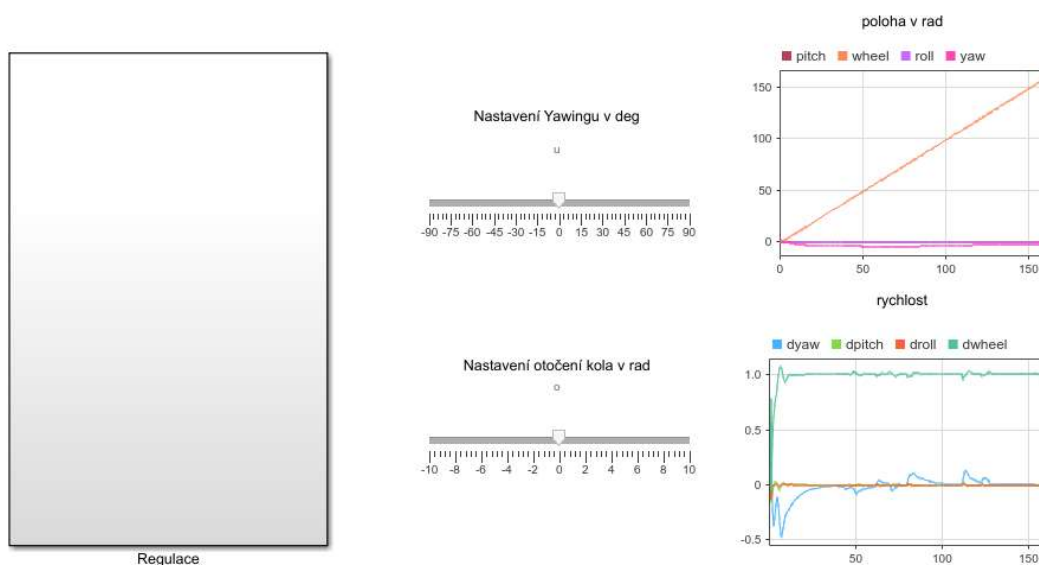 Regulace
Nastavení Yawingu v deg
u
-90 -75 -60 -45 -30 -15 0 15 30 45 60 75 90
Nastavení otočení kola v rad
o
-10 -8 -6 -4 -2 0 2 4 6 8 10
poloha v rad
pitch wheel roll yaw
150
100
50
0
0 50 100 150
rychlost
dyaw dpitch droll dwheel
1.0
0.5
0
-0.5
50 100 150